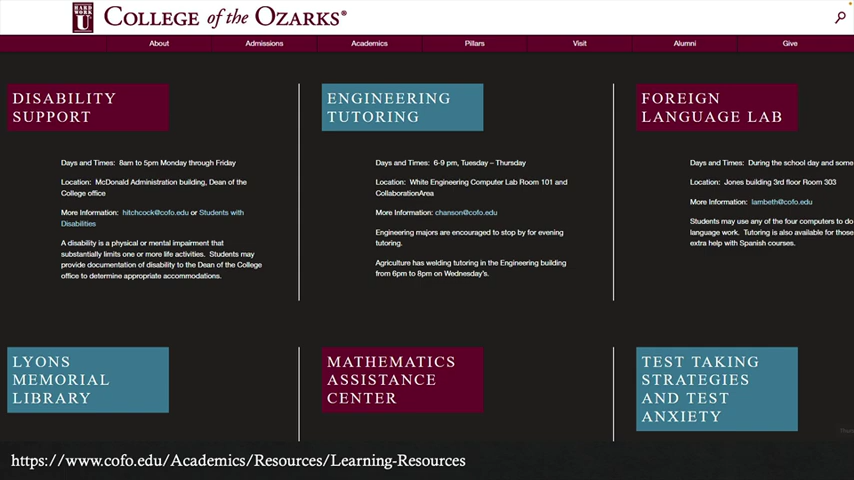 HARD
WORK
U
COLLEGE of the OZARKS®
About
Admissions
Academics
Pillars
Visit
Alumni
Give
DISABILITY
SUPPORT
Days and Times: 8am to 5pm Monday through Friday
Location: McDonald Administration building, Dean of the
College office
More Information: hitchcock@cofo.edu or Students with
Disabilities
A disability is a physical or mental impairment that
substantially limits one or more life activities. Students may
provide documentation of disability to the Dean of the College
office to determine appropriate accommodations.
ENGINEERING
TUTORING
Days and Times: 6-9 pm, Tuesday – Thursday
Location: White Engineering Computer Lab Room 101 and
CollaborationArea
More Information: chanson@cofo.edu
Engineering majors are encouraged to stop by for evening
tutoring.
Agriculture has welding tutoring in the Engineering building
from 6pm to 8pm on Wednesday's.
FOREIGN
LANGUAGE LAB
Days and Times: During the school day and some
Location: Jones building 3rd floor Room 303
More Information: lambeth@cofo.edu
Students may use any of the four computers to do
language work. Tutoring is also available for those
extra help with Spanish courses.
LYONS
MEMORIAL
LIBRARY
MATHEMATICS
ASSISTANCE
CENTER
TEST TAKING
STRATEGIES
AND TEST
ANXIETY
https://www.cofo.edu/Academics/Resources/Learning-Resources